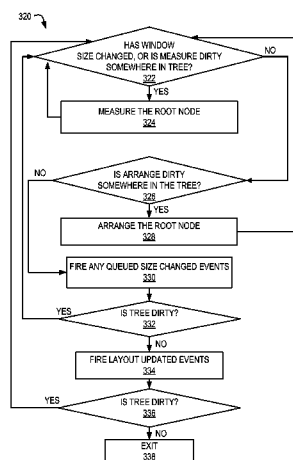 320
HAS WINDOW
SIZE CHANGED, OR IS MEASURE DIRTY
SOMEWHERE IN TREE?
322
NO
YES
MEASURE THE ROOT NODE
324
NO
IS ARRANGE DIRTY
SOMEWHERE IN THE TREE?
326
YES
ARRANGE THE ROOT NODE
328
FIRE ANY QUEUED SIZE CHANGED EVENTS
330
YES
IS TREE DIRTY?
332
NO
FIRE LAYOUT UPDATED EVENTS
334
YES
IS TREE DIRTY?
336
NO
EXIT
338